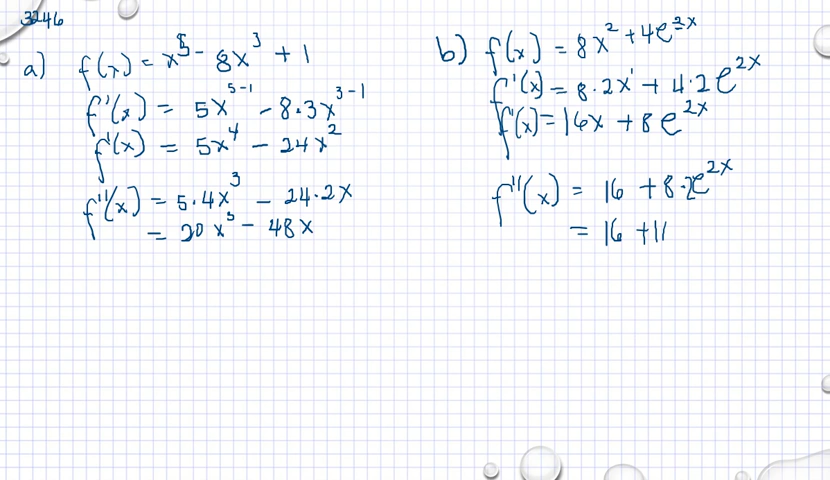 3246
a) f(x) = x⁵ - 8x³ + 1
f'(x) = 5x⁵⁻¹ - 8·3x³⁻¹
f'(x) = 5x⁴ - 24x²
f''(x) = 5·4x³ - 24·2x
= 20x³ - 48x
b) f(x) = 8x² + 4e²ˣ
f'(x) = 8·2x¹ + 4·2e²ˣ
f'(x) = 16x + 8e²ˣ
f''(x) = 16 + 8·2e²ˣ
= 16 + 11